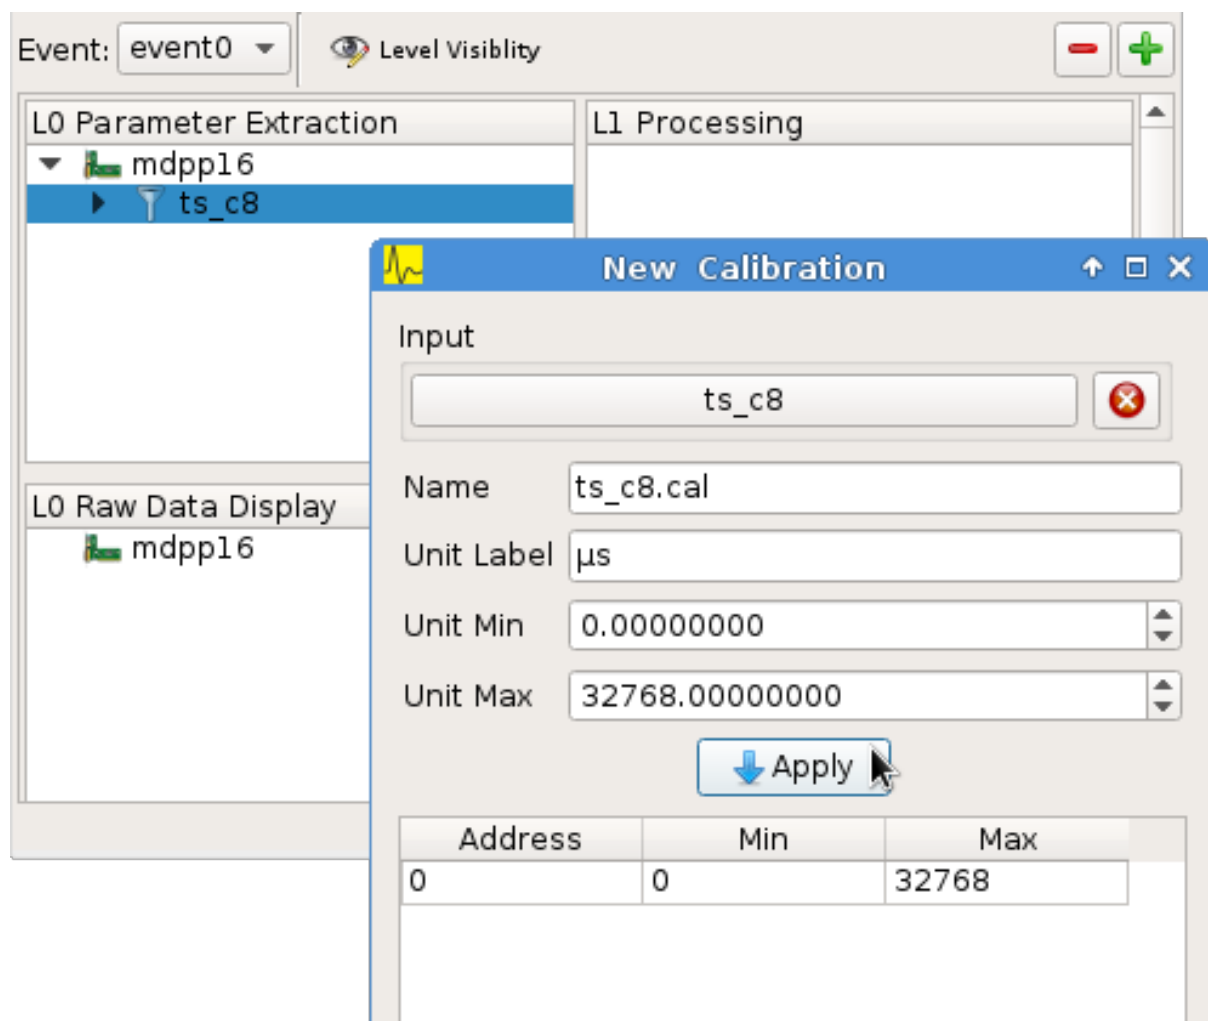 Event: event0 Level Visiblity
L0 Parameter Extraction L1 Processing
mdpp16
ts_c8
New Calibration
Input
ts_c8
L0 Raw Data Display
mdpp16
Name ts_c8.cal
Unit Label µs
Unit Min 0.00000000
Unit Max 32768.00000000
Apply
Address Min Max
0 0 32768